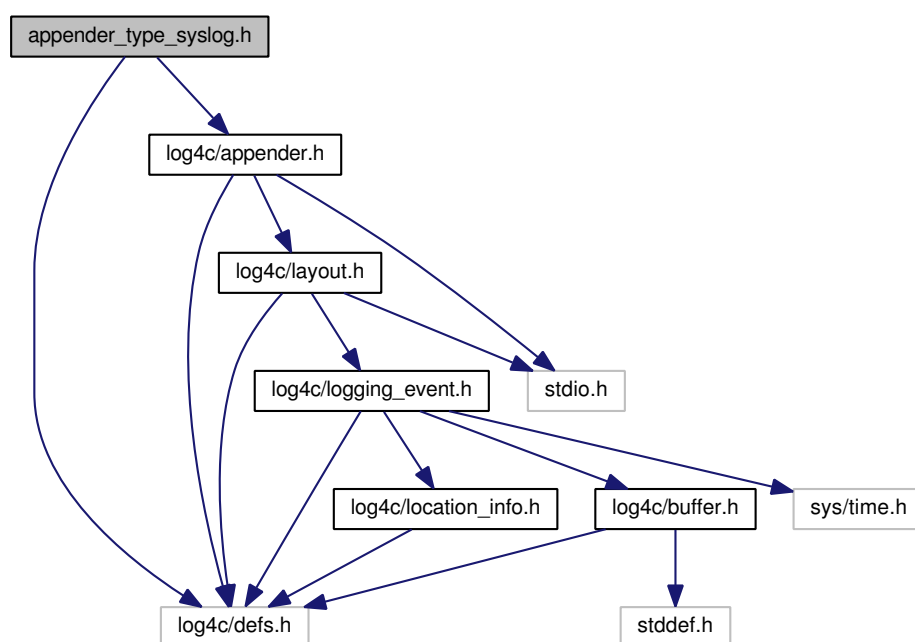 appender_type_syslog.h
log4c/appender.h
log4c/layout.h
log4c/logging_event.h
stdio.h
log4c/location_info.h
log4c/buffer.h
sys/time.h
log4c/defs.h
stddef.h